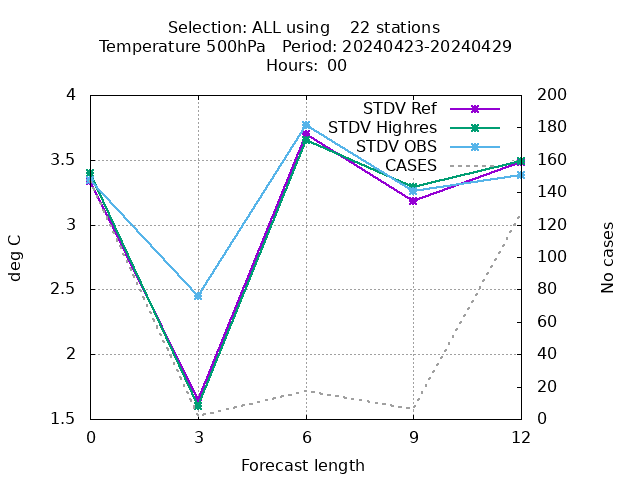 Selection: ALL using    22 stations
Temperature 500hPa   Period: 20240423-20240429
Hours: 00
STDV Ref
STDV Highres
STDV OBS
CASES
4
3.5
3
2.5
2
1.5
200
180
160
140
120
100
80
60
40
20
0
deg C
No cases
0 3 6 9 12
Forecast length